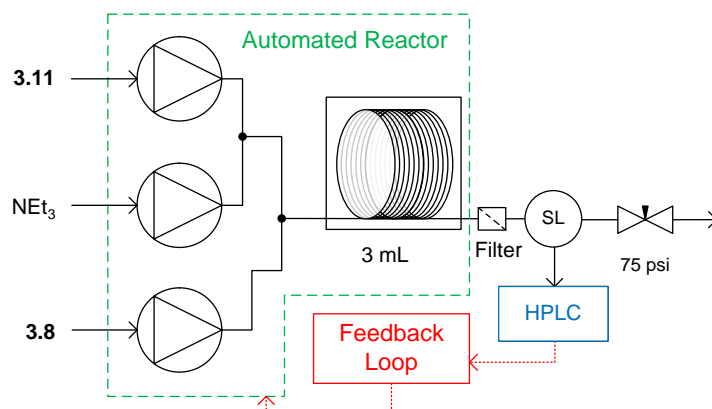 Automated Reactor
3.11
NEt₃
3.8
3 mL
Filter
SL
75 psi
HPLC
Feedback
Loop